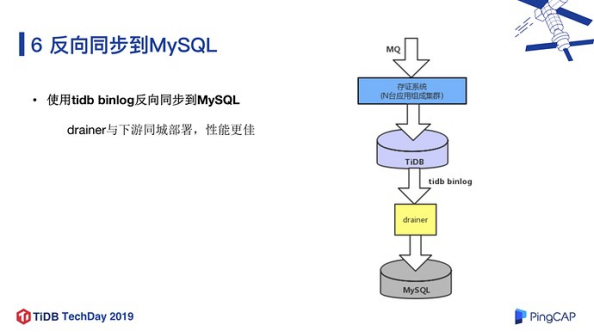 6 反向同步到MySQL
• 使用tidb binlog反向同步到MySQL
drainer与下游同城部署，性能更佳
MQ
存证系统
(N台应用组成集群)
TiDB
tidb binlog
drainer
MySQL
TiDB TechDay 2019
PingCAP